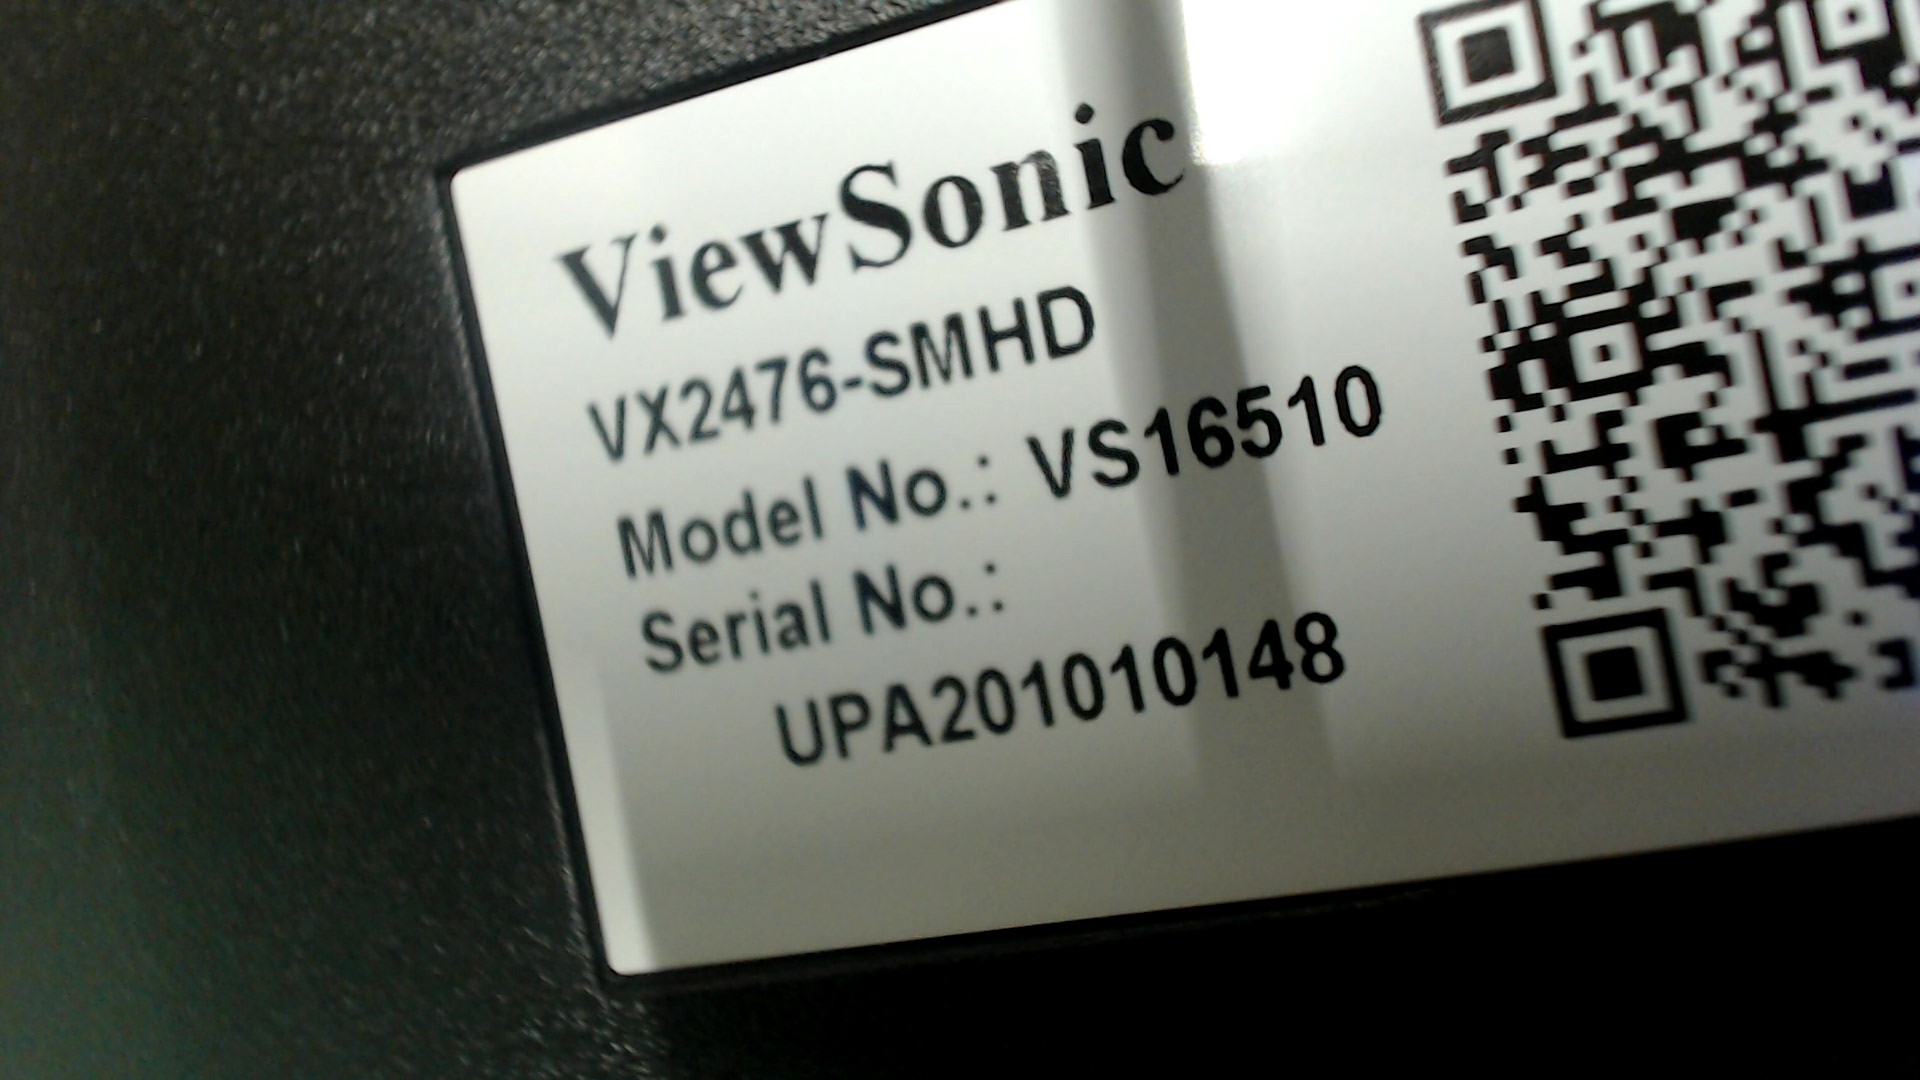 ViewSonic
VX2476-SMHD
Model No.: VS16510
Serial No.:
UPA201010148